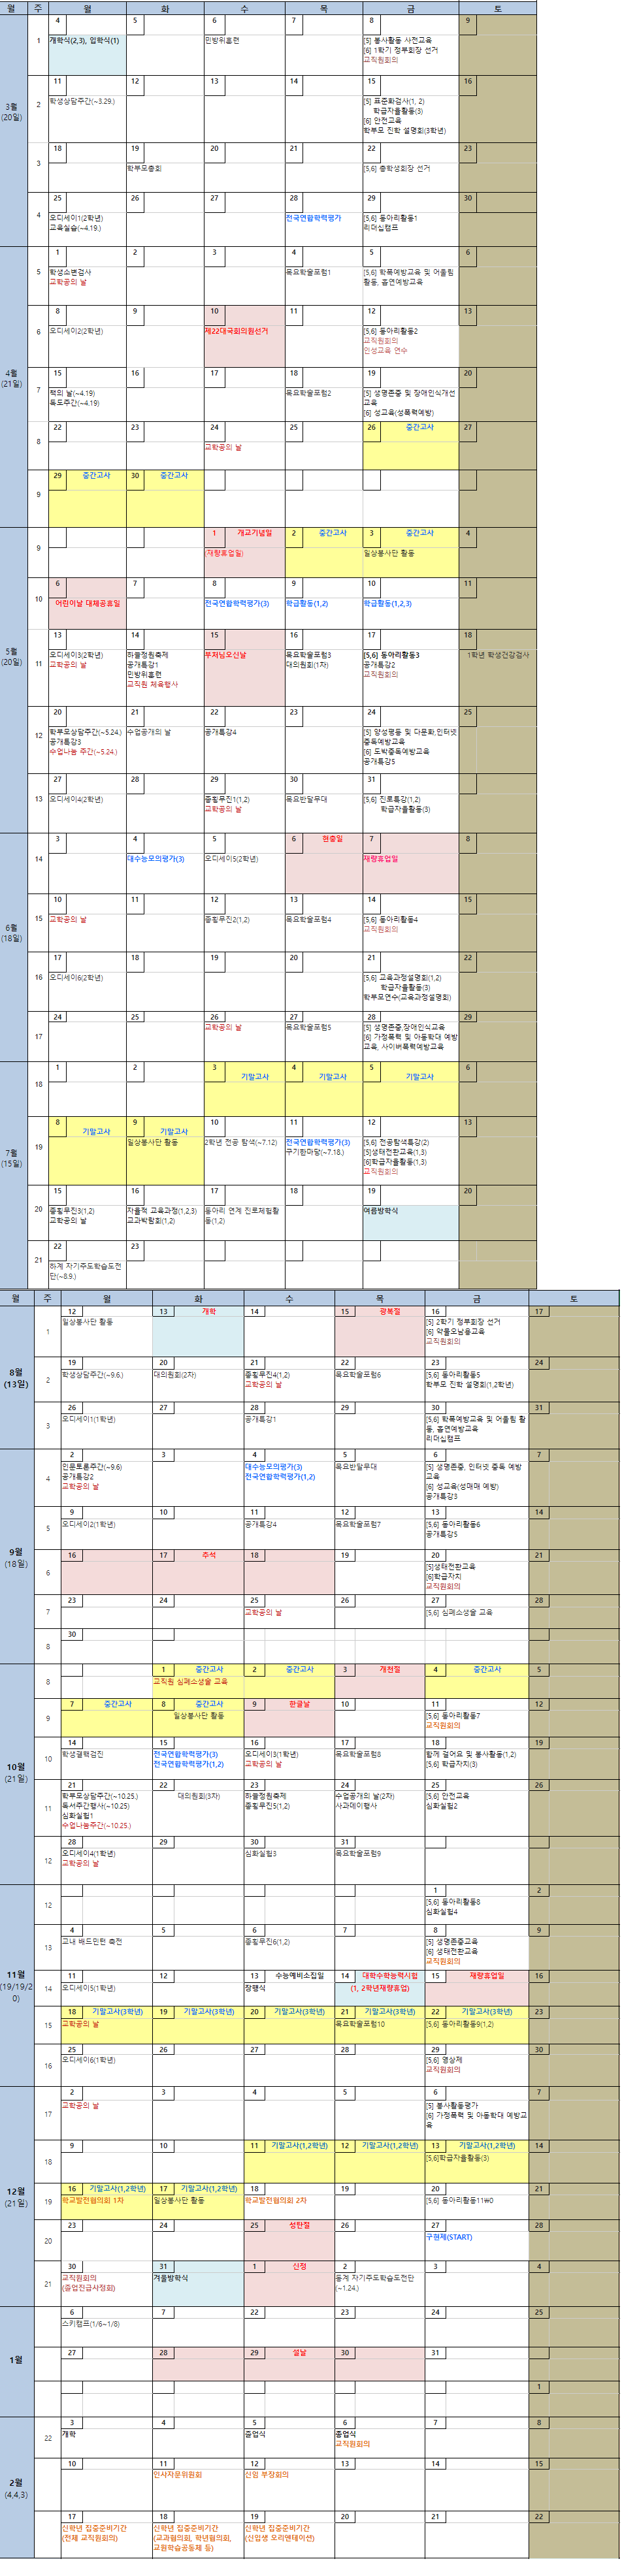 월 주 월 화 수 목 금 토
3월
(20일)
1
4 5 6 7 8 9
개학식(2,3), 입학식(1)
민방위훈련
[5] 봉사활동 사전교육
[6] 1학기 정부회장 선거
교직원회의
2
11 12 13 14 15 16
학생상담주간(~3.29.)
[5] 표준화검사(1, 2)
학급자율활동(3)
[6] 안전교육
학부모 진학 설명회(3학년)
3
18 19 20 21 22 23
학부모총회
[5,6] 총학생회장 선거
4
25 26 27 28 29 30
오디세이1(2학년)
교육실습(~4.19.)
전국연합학력평가
[5,6] 동아리활동1
리더십캠프
4월
(21일)
5
1 2 3 4 5 6
학생소변검사
교학공의 날
목요학술포럼1
[5,6] 학폭예방교육 및 어울림
활동, 흡연예방교육
6
8 9 10 11 12 13
오디세이2(2학년)
제22대국회의원선거
[5,6] 동아리활동2
교직원회의
인성교육 연수
7
15 16 17 18 19 20
책의 날(~4.19)
독도주간(~4.19)
목요학술포럼2
[5] 생명존중 및 장애인식개선
교육
[6] 성교육(성폭력예방)
8
22 23 24 25 26 중간고사 27
교학공의 날
9
29 중간고사 30 중간고사
5월
(20일)
9
1 개교기념일 2 중간고사 3 중간고사 4
(재량휴업일)
일상봉사단 활동
10
6 7 8 9 10 11
어린이날 대체공휴일
전국연합학력평가(3)
학급활동(1,2)
학급활동(1,2,3)
11
13 14 15 16 17 18
오디세이3(2학년)
교학공의 날
하늘정원축제
공개특강1
민방위훈련
교직원 체육행사
부처님오신날
목요학술포럼3
대의원회(1차)
[5,6] 동아리활동3
공개특강2
교직원회의
1학년 학생건강검사
12
20 21 22 23 24 25
학부모상담주간(~5.24.)
공개특강3
수업나눔 주간(~5.24.)
수업공개의 날
공개특강4
[5] 양성평등 및 다문화,인터넷
중독예방교육
[6] 도박중독예방교육
공개특강5
13
27 28 29 30 31
오디세이4(2학년)
종횡무진1(1,2)
교학공의 날
목요반달무대
[5,6] 진로특강(1,2)
학급자율활동(3)
6월
(18일)
14
3 4 5 6 현충일 7 8
대수능모의평가(3)
오디세이5(2학년)
재량휴업일
15
10 11 12 13 14 15
교학공의 날
종횡무진2(1,2)
목요학술포럼4
[5,6] 동아리활동4
교직원회의
16
17 18 19 20 21 22
오디세이6(2학년)
[5,6] 교육과정설명회(1,2)
학급자율활동(3)
학부모연수(교육과정설명회)
17
24 25 26 27 28 29
교학공의 날
목요학술포럼5
[5] 생명존중,장애인식교육
[6] 가정폭력 및 아동학대 예방
교육, 사이버폭력예방교육
7월
(15일)
18
1 2 3 4 5 6
기말고사 기말고사 기말고사
19
8 9 10 11 12 13
기말고사 기말고사
일상봉사단 활동
2학년 전공 탐색(~7.12)
전국연합학력평가(3)
구기한마당(~7.18.)
[5,6] 전공탐색특강(2)
[5]생태전환교육(1,3)
[6]학급자율활동(1,3)
교직원회의
20
15 16 17 18 19 20
종횡무진3(1,2)
교학공의 날
자율적 교육과정(1,2,3)
교과박람회(1,2)
동아리 연계 진로체험활
동(1,2)
여름방학식
21
22 23
하계 자기주도학습도전
단(~8.9.)
월 주 월 화 수 목 금 토
8월
(13일)
1
12 13 개학 14 15 광복절 16 17
일상봉사단 활동
[5] 2학기 정부회장 선거
[6] 약물오남용교육
교직원회의
2
19 20 21 22 23 24
학생상담주간(~9.6.)
대의원회(2차)
종횡무진4(1,2)
교학공의 날
목요학술포럼6
[5,6] 동아리활동5
학부모 진학 설명회(1,2학년)
3
26 27 28 29 30 31
오디세이1(1학년)
공개특강1
[5,6] 학폭예방교육 및 어울림 활
동, 흡연예방교육
리더십캠프
9월
(18일)
4
2 3 4 5 6 7
인문토론주간(~9.6)
공개특강2
교학공의 날
대수능모의평가(3)
전국연합학력평가(1,2)
목요반달무대
[5] 생명존중, 인터넷 중독 예방
교육
[6] 성교육(성매매 예방)
공개특강3
5
9 10 11 12 13 14
오디세이2(1학년)
공개특강4
목요학술포럼7
[5,6] 동아리활동6
공개특강5
6
16 17 추석 18 19 20 21
[5]생태전환교육
[6]학급자치
교직원회의
7
23 24 25 26 27 28
교학공의 날
[5,6] 심폐소생술 교육
8
30
10월
(21일)
8
1 중간고사 2 중간고사 3 개천절 4 중간고사 5
교직원 심폐소생술 교육
9
7 중간고사 8 중간고사 9 한글날 10 11 12
일상봉사단 활동
[5,6] 동아리활동7
교직원회의
10
14 15 16 17 18 19
학생결핵검진
전국연합학력평가(3)
전국연합학력평가(1,2)
오디세이3(1학년)
교학공의 날
목요학술포럼8
함께 걸어요 및 봉사활동(1,2)
[5,6] 학급자치(3)
11
21 22 23 24 25 26
학부모상담주간(~10.25.)
독서주간행사(~10.25)
심화실험1
수업나눔주간(~10.25.)
대의원회(3차)
하늘정원축제
종횡무진5(1,2)
수업공개의 날(2차)
사과데이행사
[5,6] 안전교육
심화실험2
12
28 29 30 31
오디세이4(1학년)
교학공의 날
심화실험3
목요학술포럼9
11월
(19/19/2
0)
12
1 2
[5,6] 동아리활동8
심화실험4
13
4 5 6 7 8 9
교내 배드민턴 축전
종횡무진6(1,2)
[5] 생명존중교육
[6] 생태전환교육
교직원회의
14
11 12 13 수능예비소집일 14 대학수학능력시험 15 재량휴업일 16
오디세이5(1학년)
장행식
(1, 2학년재량휴업)
15
18 기말고사(3학년) 19 기말고사(3학년) 20 기말고사(3학년) 21 기말고사(3학년) 22 기말고사(3학년) 23
교학공의 날
목요학술포럼10
[5,6] 동아리활동9(1,2)
16
25 26 27 28 29 30
오디세이6(1학년)
[5,6] 영상제
교직원회의
12월
(21일)
17
2 3 4 5 6 7
교학공의 날
[5] 봉사활동평가
[6] 가정폭력 및 아동학대 예방교
육
18
9 10 11 기말고사(1,2학년) 12 기말고사(1,2학년) 13 기말고사(1,2학년) 14
[5,6]학급자율활동(3)
19
16 기말고사(1,2학년) 17 기말고사(1,2학년) 18 19 20 21
학교발전협의회 1차
일상봉사단 활동
학교발전협의회 2차
[5,6] 동아리활동11₩0
20
23 24 25 성탄절 26 27 28
구현제(START)
21
30 31 1 신정 2 3 4
교직원회의
(졸업진급사정회)
겨울방학식
동계 자기주도학습도전단
(~1.24.)
1월
6 7 22 23 24 25
스키캠프(1/6~1/8)
27 28 29 설날 30 31
1
2월
(4,4,3)
22
3 4 5 6 7 8
개학
졸업식
종업식
교직원회의
10 11 12 13 14 15
인사자문위원회
신임 부장회의
17 18 19 20 21 22
신학년 집중준비기간
(전체 교직원회의)
신학년 집중준비기간
(교과협의회, 학년협의회,
교원학습공동체 등)
신학년 집중준비기간
(신입생 오리엔테이션)